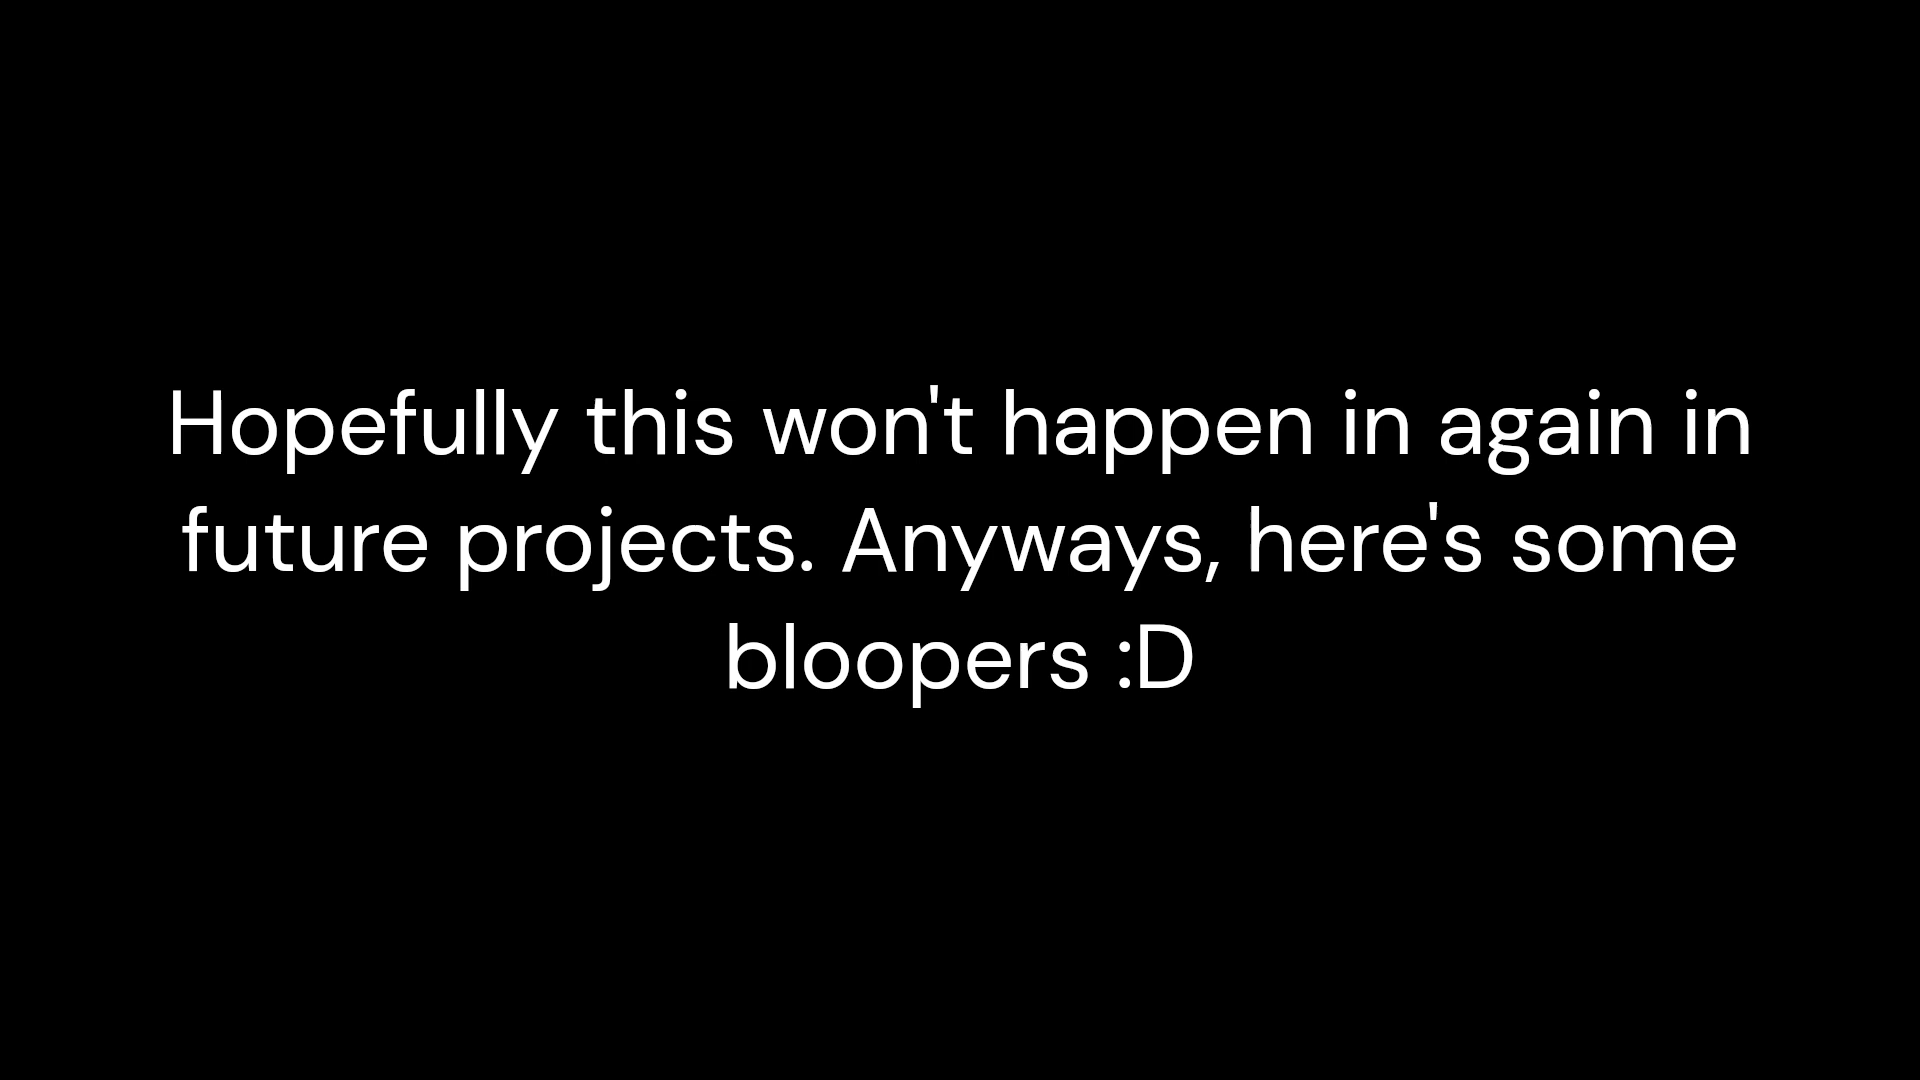 Hopefully this won't happen in again in
future projects. Anyways, here's some
bloopers :D